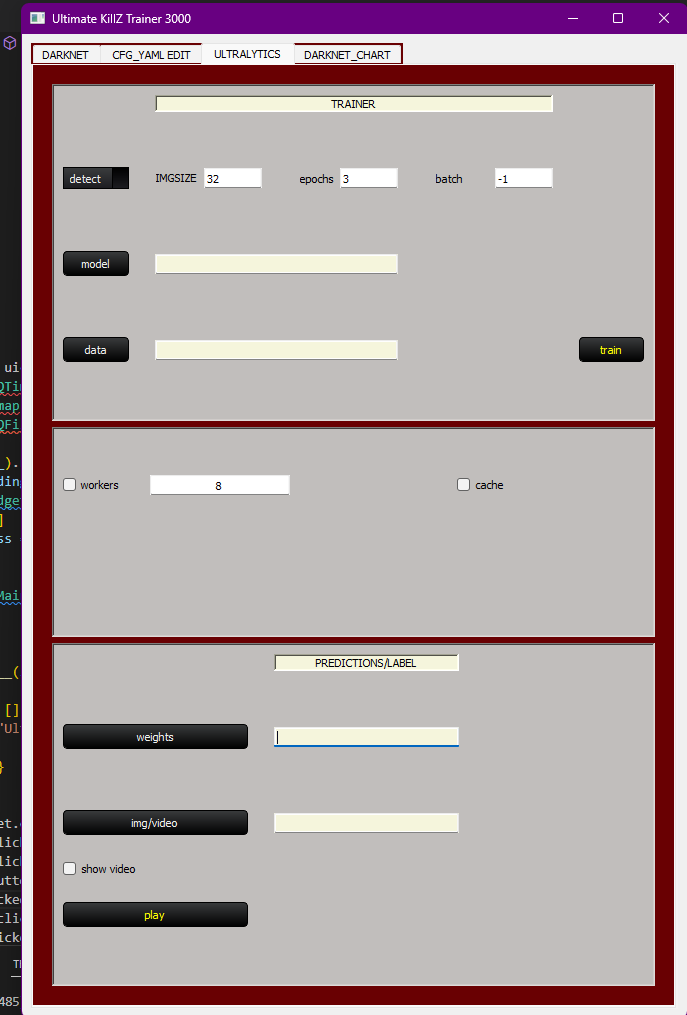 Ultimate KillZ Trainer 3000
DARKNET CFG_YAML EDIT ULTRALYTICS DARKNET_CHART
TRAINER
detect IMGSIZE 32 epochs 3 batch -1
model
data train
workers 8 cache
PREDICTIONS/LABEL
weights
img/video
show video
play